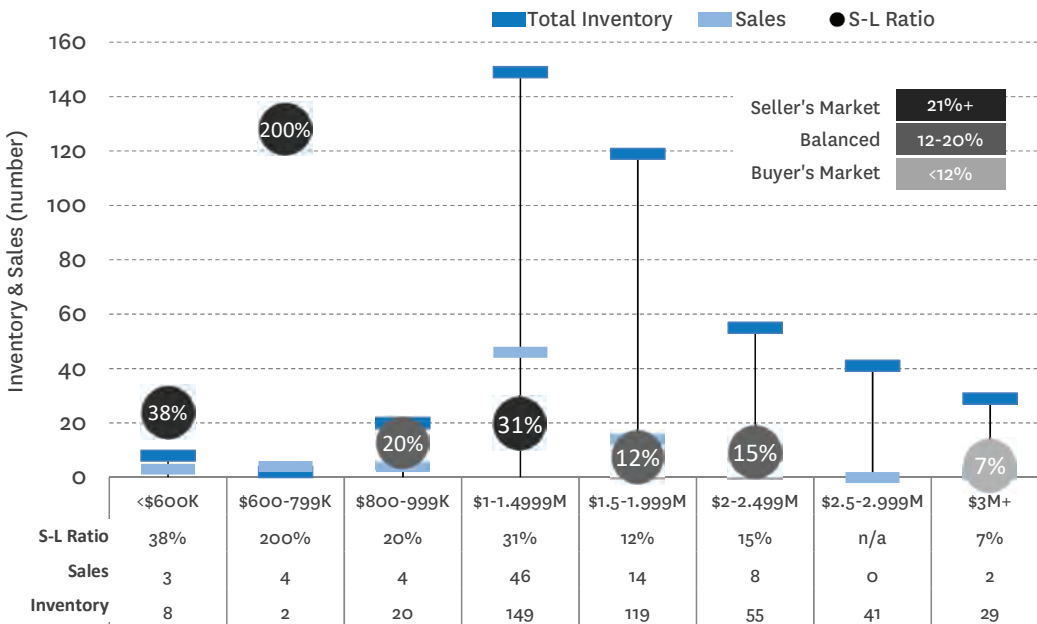 Total Inventory Sales S-L Ratio
160
140
120
100
80
60
40
20
0
Inventory & Sales (number)
Seller's Market 21%+
Balanced 12-20%
Buyer's Market <12%
200%
38%
20%
31%
12%
15%
7%
<$600K $600-799K $800-999K $1-1.4999M $1.5-1.999M $2-2.499M $2.5-2.999M $3M+
S-L Ratio 38% 200% 20% 31% 12% 15% n/a 7%
Sales 3 4 4 46 14 8 0 2
Inventory 8 2 20 149 119 55 41 29